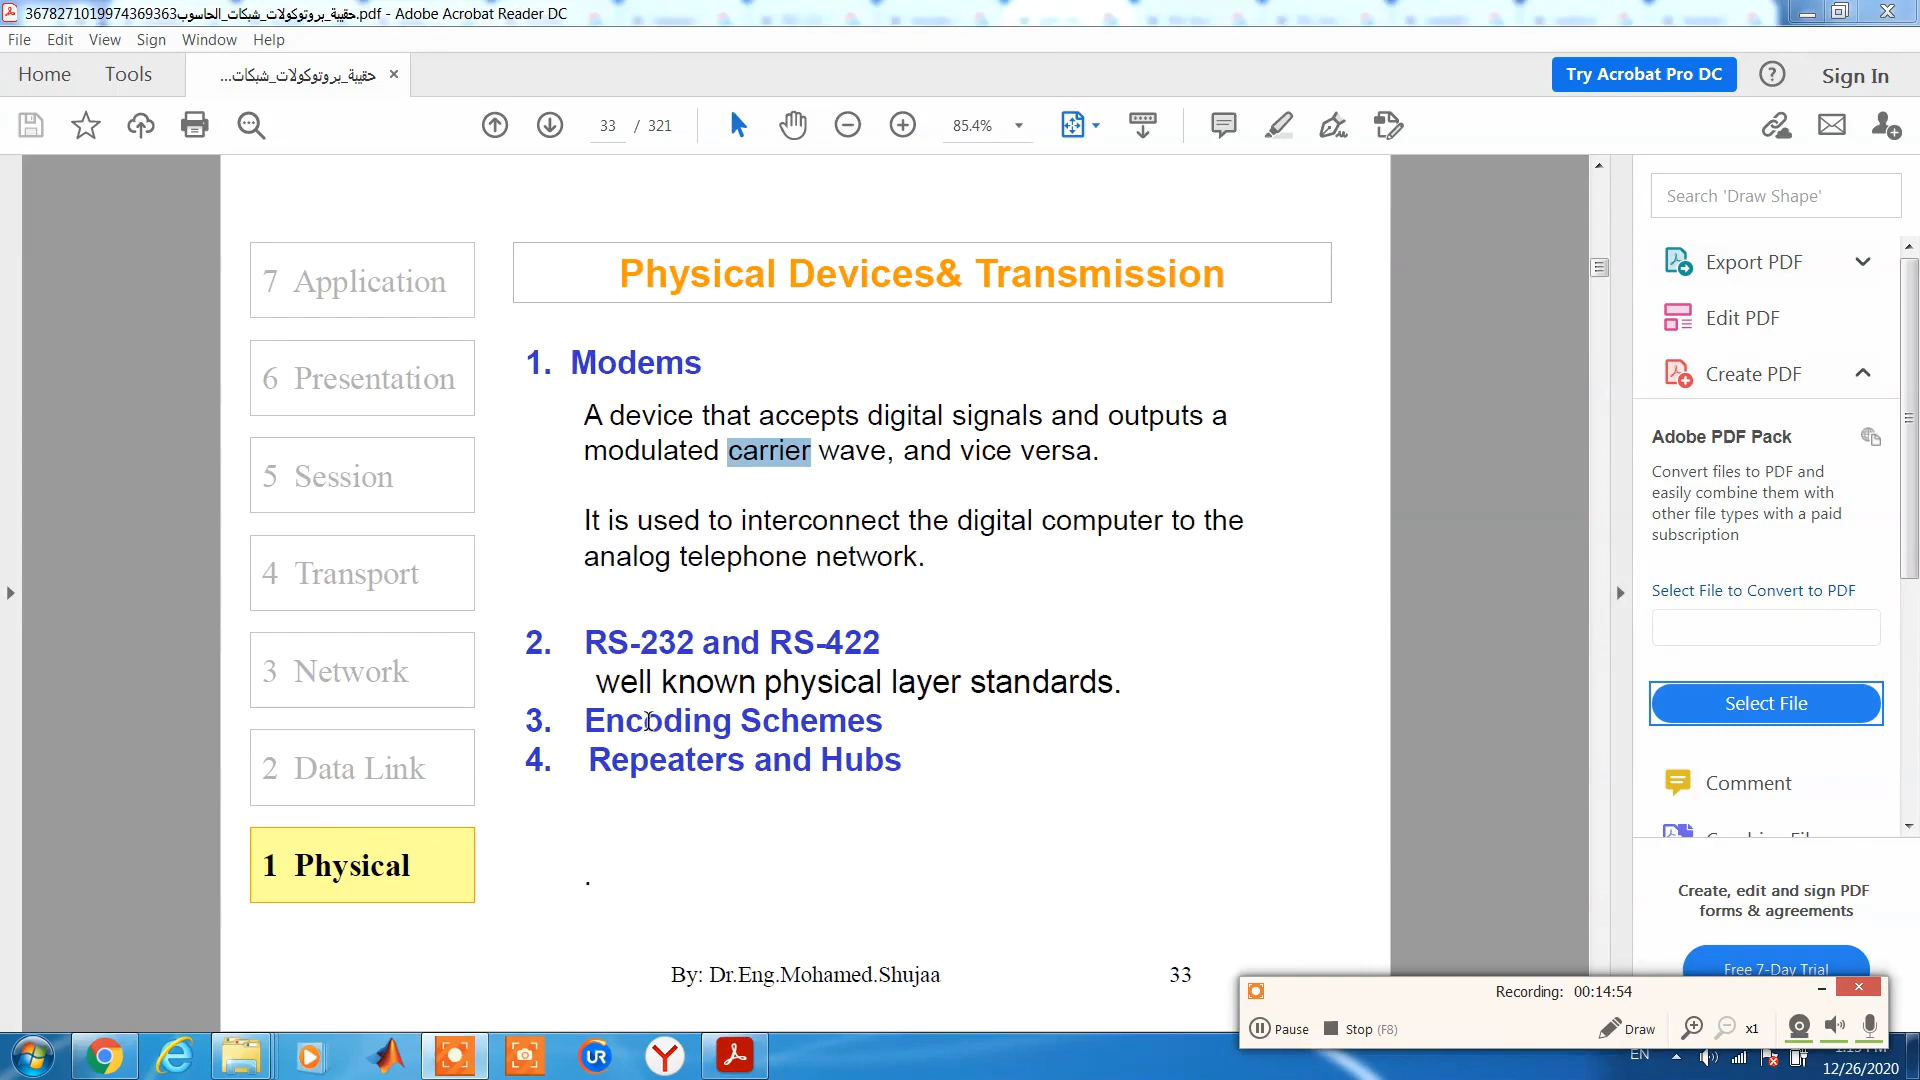 3678271019974369363حقيبة_بروتوكولات_شبكات_الحاسوب.pdf - Adobe Acrobat Reader DC
File Edit View Sign Window Help
Home Tools حقيبة_بروتوكولات_شبكات... × Try Acrobat Pro DC Sign In
33 / 321 85.4%
Search 'Draw Shape'
Export PDF
Edit PDF
Create PDF
Adobe PDF Pack
Convert files to PDF and
easily combine them with
other file types with a paid
subscription
Select File to Convert to PDF
Select File
Comment
Create, edit and sign PDF
forms & agreements
Free 7-Day Trial
7 Application
6 Presentation
5 Session
4 Transport
3 Network
2 Data Link
1 Physical
Physical Devices& Transmission
1. Modems
A device that accepts digital signals and outputs a
modulated carrier wave, and vice versa.
It is used to interconnect the digital computer to the
analog telephone network.
2. RS-232 and RS-422
well known physical layer standards.
3. Encoding Schemes
4. Repeaters and Hubs
.
By: Dr.Eng.Mohamed.Shujaa 33
Recording: 00:14:54
Pause Stop (F8) Draw x1
EN
12/26/2020